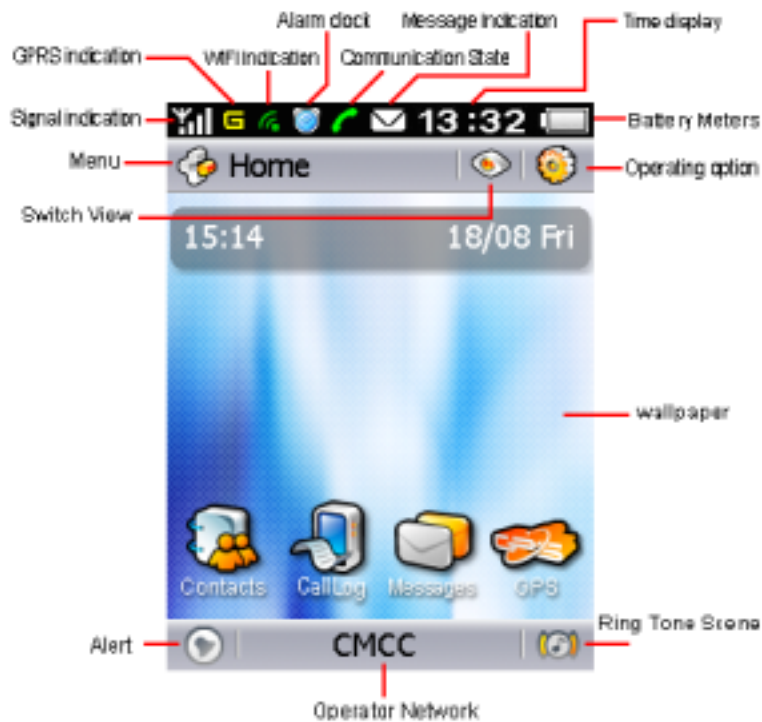 Alarm clock
Message indication
Time display
GPRS indication
WIFI indication
Communication State
Signal indication
G
13:32
Battery Meters
Menu
Home
Operating option
Switch View
15:14
18/08 Fri
wallpaper
Contacts
CallLog
Messages
GPS
Ring Tone Scene
Alert
CMCC
Operator Network